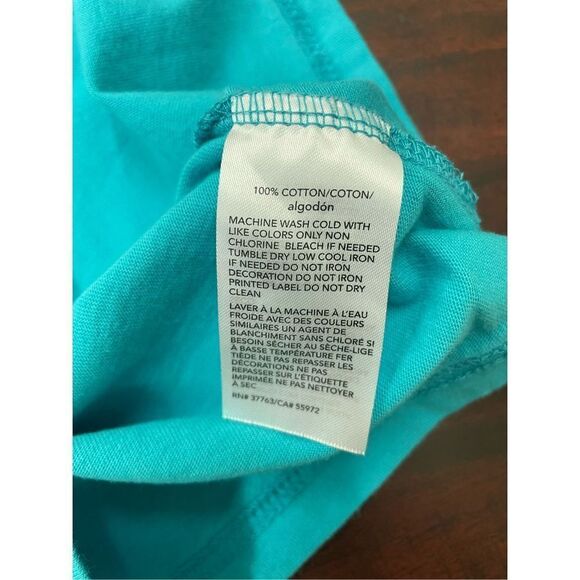 100% COTTON/COTON/
algodón
MACHINE WASH COLD WITH
LIKE COLORS ONLY NON
CHLORINE BLEACH IF NEEDED
TUMBLE DRY LOW COOL IRON
IF NEEDED DO NOT IRON
DECORATION DO NOT IRON
PRINTED LABEL DO NOT DRY
CLEAN
LAVER À LA MACHINE À L'EAU
FROIDE AVEC DES COULEURS
SIMILAIRES UN AGENT DE
BLANCHIMENT SANS CHLORÉ SI
BESOIN SÉCHER AU SÈCHE-LIGE
À BASSE TEMPÉRATURE FER
TIÈDE NE PAS REPASSER LES
DÉCORATIONS NE PAS
REPASSER SUR L'ÉTIQUETTE
IMPRIMÉE NE PAS NETTOYER
À SEC
RN# 37763/CA# 55972